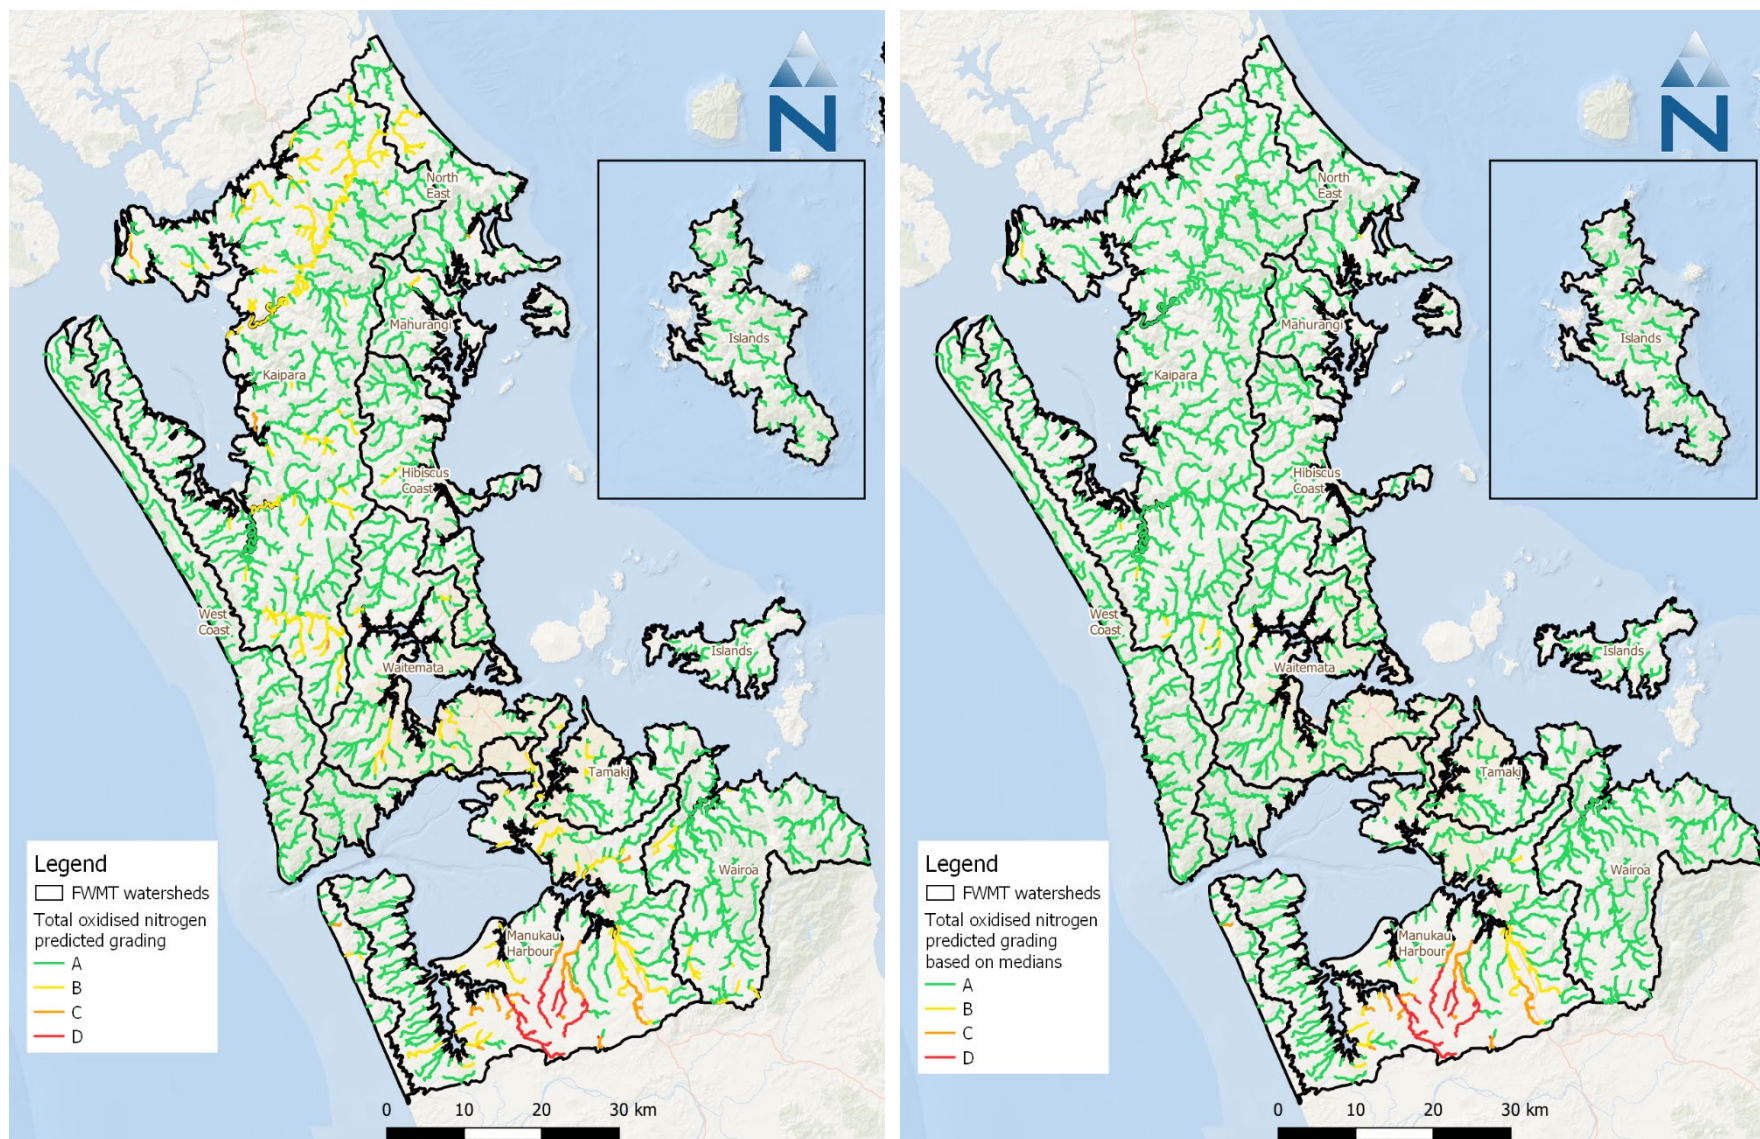 N
North
East
Islands
Mahurangi
Kaipara
Hibiscus
Coast
West
Coast
Islands
Waitemata
Tamaki
Wairoa
Manukau
Harbour
Legend
FWMT watersheds
Total oxidised nitrogen
predicted grading
A
B
C
D
0 10 20 30 km
N
North
East
Islands
Mahurangi
Kaipara
Hibiscus
Coast
West
Coast
Islands
Waitemata
Tamaki
Wairoa
Manukau
Harbour
Legend
FWMT watersheds
Total oxidised nitrogen
predicted grading
based on medians
A
B
C
D
0 10 20 30 km